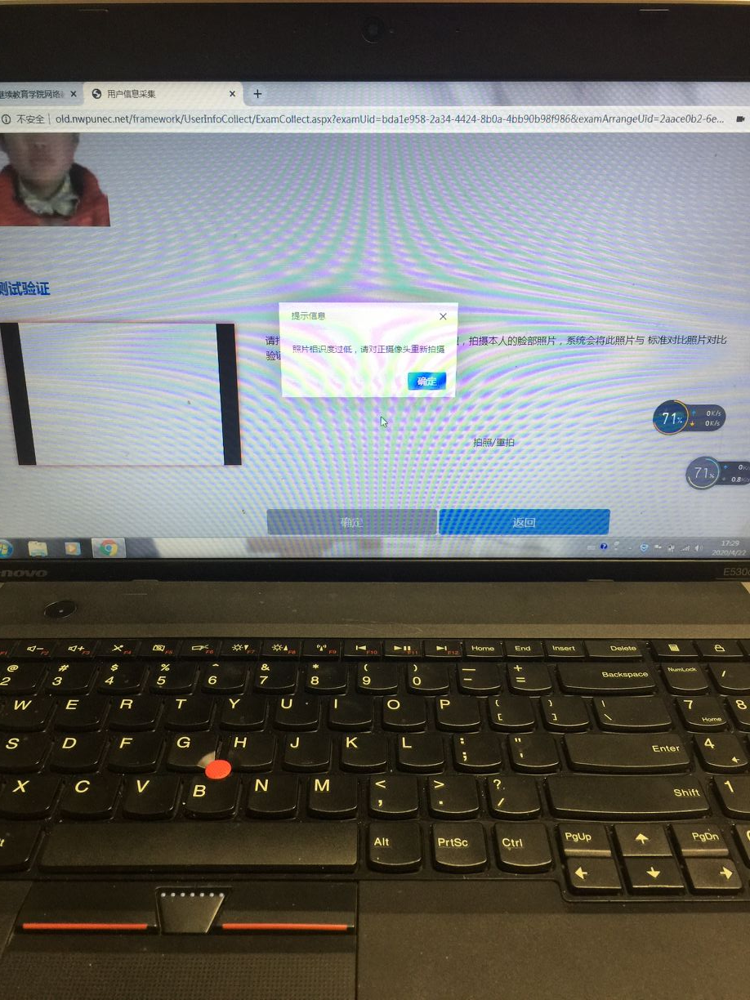 继续教育学院网络
用户信息采集
不安全 old.nwpunec.net/framework/UserInfoCollect/ExamCollect.aspx?examUid=bda1e958-2a34-4424-8b0a-4bb90b98f986&examArrangeUid=2aace0b2-6e...
测试验证
提示信息
照片相识度过低，请对正摄像头重新拍摄
确定
，拍摄本人的脸部照片，系统会将此照片与 标准对比照片对比
验证
71%
0K/s
0K/s
拍照/重拍
71%
0K/
0.8K/
确定 返回
17:29
2020/4/22
enovo E530c
F1 F2 F3 F4 F5 F6 F7 F8 F9 F10 F11 F12 Home End Insert Delete
@ # $ % ^ & * ( ) — + Backspace NumLock /
2 3 4 5 6 7 8 9 0 - =
W E R T Y U I O P { } | 7 8
[ ] \ Home
S D F G H J K L : " Enter 4
; '
X C V B N M < > ? Shift 1
, . /
lt Alt PrtSc Ctrl PgUp PgDn 0